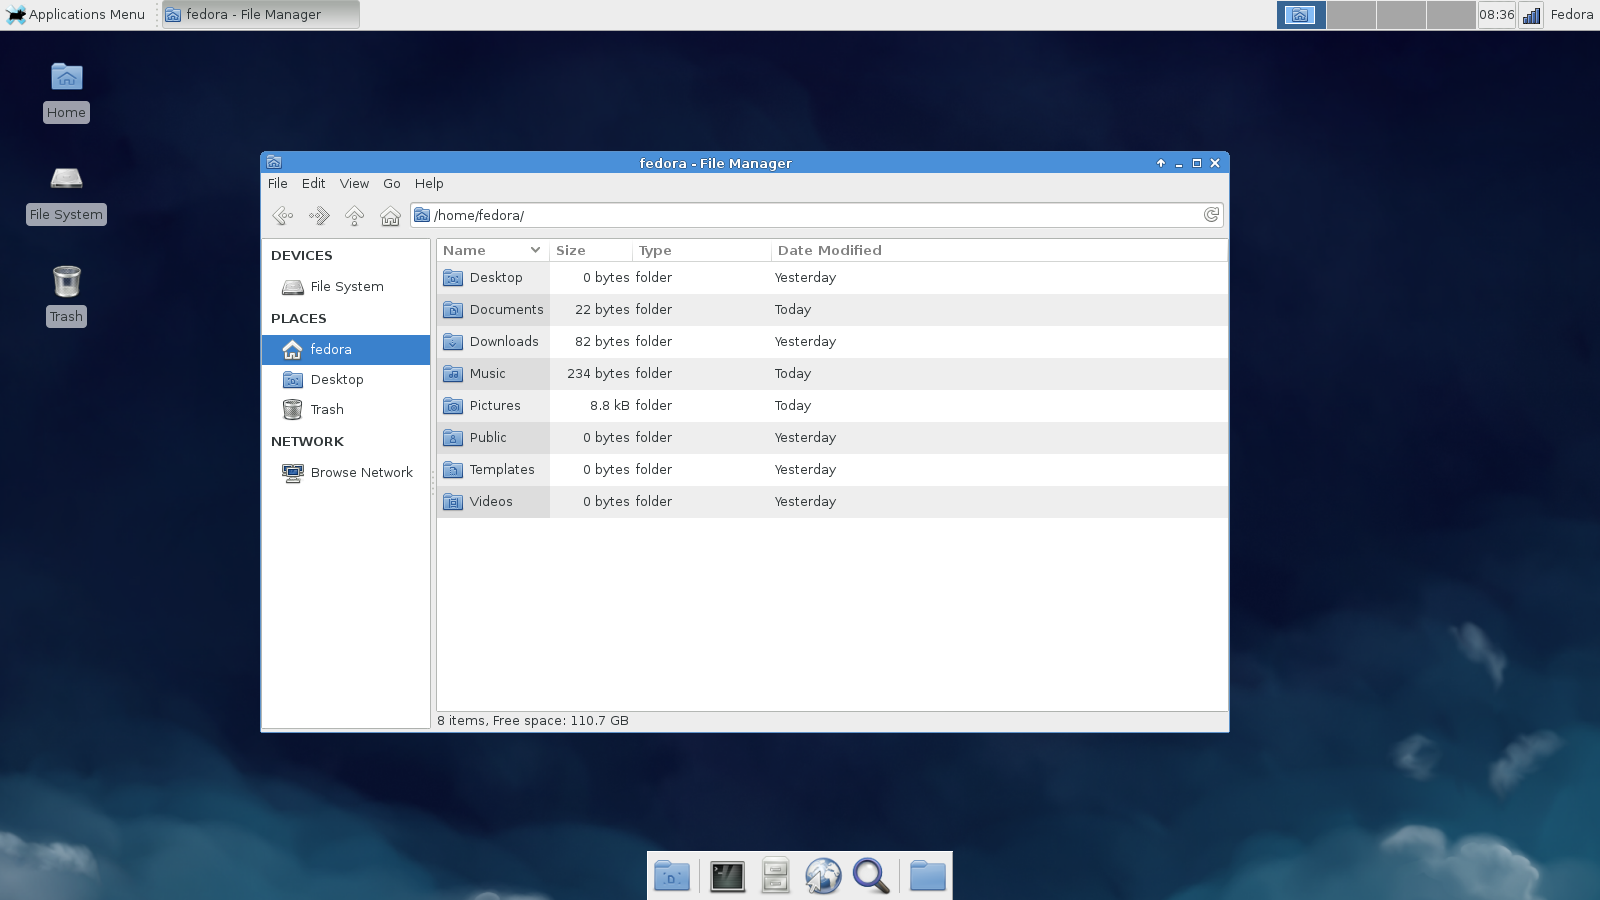 Applications Menu fedora - File Manager 08:36 Fedora
Home
File System
Trash
fedora - File Manager
File Edit View Go Help
/home/fedora/
DEVICES
File System
PLACES
fedora
Desktop
Trash
NETWORK
Browse Network
Name Size Type Date Modified
Desktop 0 bytes folder Yesterday
Documents 22 bytes folder Today
Downloads 82 bytes folder Yesterday
Music 234 bytes folder Today
Pictures 8.8 kB folder Today
Public 0 bytes folder Yesterday
Templates 0 bytes folder Yesterday
Videos 0 bytes folder Yesterday
8 items, Free space: 110.7 GB